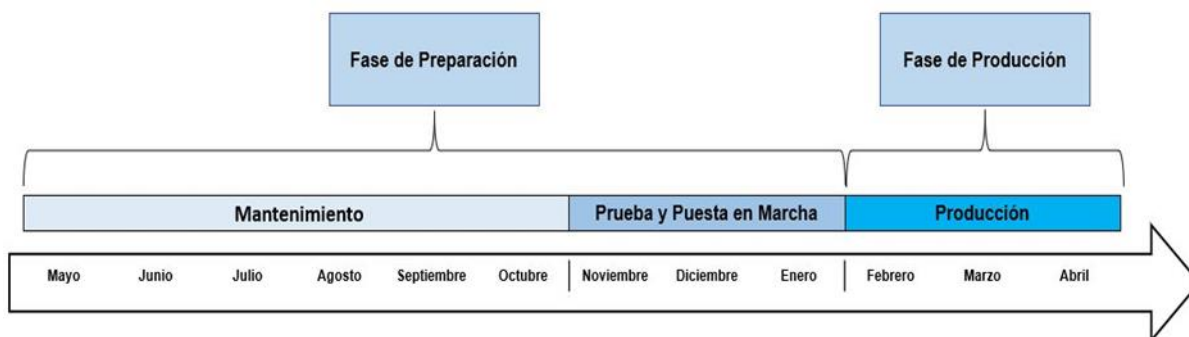 Fase de Preparación
Fase de Producción
Mantenimiento
Prueba y Puesta en Marcha
Producción
Mayo Junio Julio Agosto Septiembre Octubre Noviembre Diciembre Enero Febrero Marzo Abril